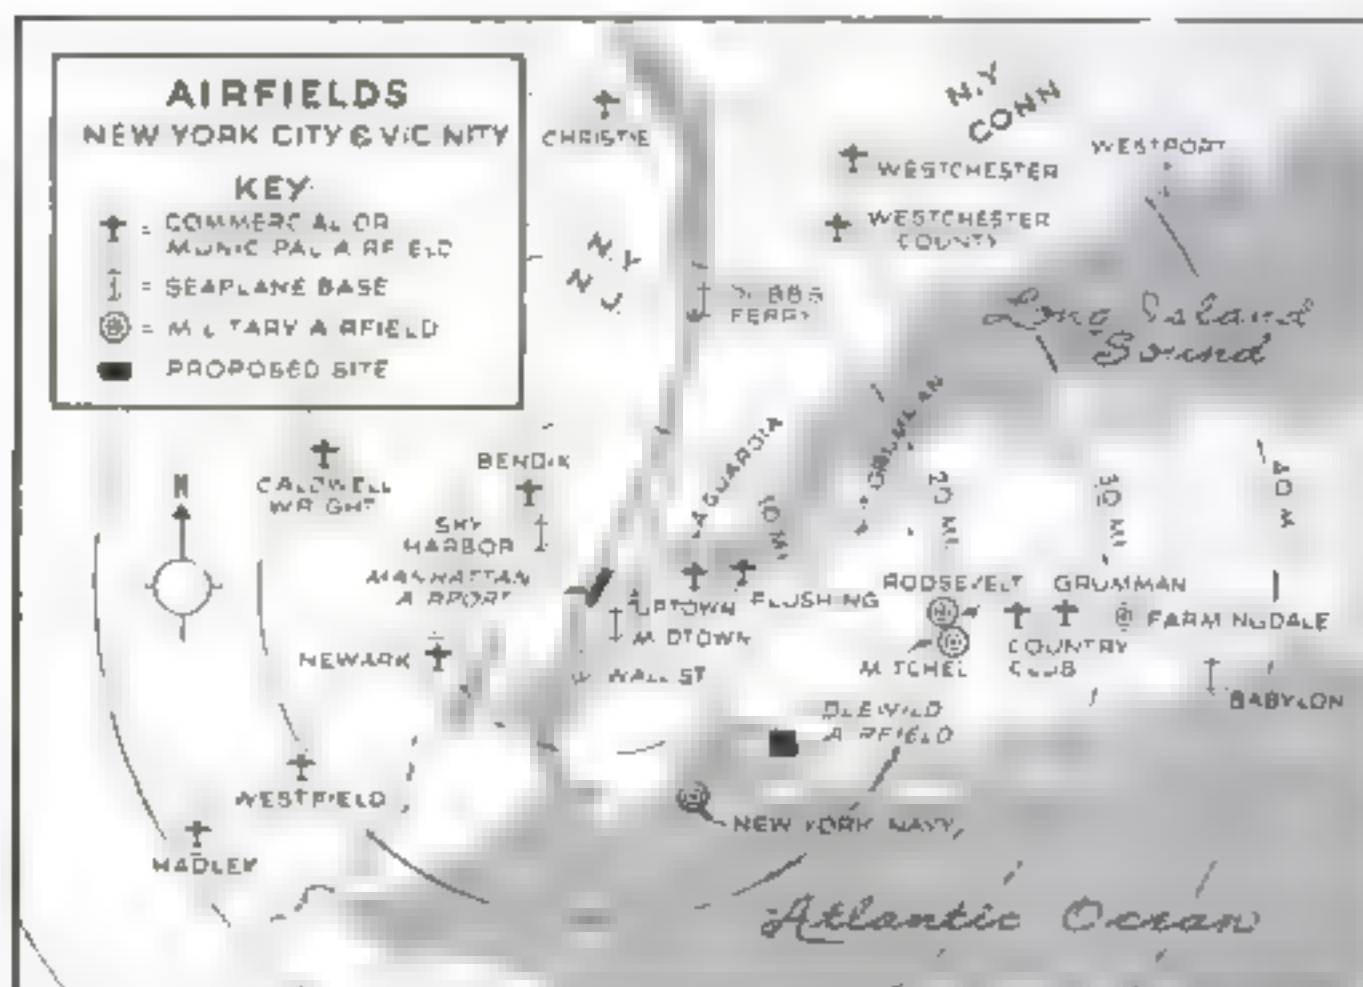 AIRFIELDS
NEW YORK CITY & VICINITY
KEY
= COMMERCIAL OR
MUNICIPAL AIRFIELD
= SEAPLANE BASE
= MILITARY AIRFIELD
PROPOSED SITE
CHRISTIE
N.Y.
CONN
WESTPORT
WESTCHESTER
WESTCHESTER
COUNTY
N.Y.
N.J.
DOBBS
FERRY
Long Island
Sound
N
CALDWELL
WRIGHT
BENDIX
SKY
HARBOR
MANHATTAN
AIRPORT
LAGUARDIA
10 MI.
GRUMMAN
20 MI.
30 MI.
40 M
UPTOWN
FLUSHING
MIDTOWN
WALL ST
NEWARK
ROOSEVELT
GRUMMAN
FARMINGDALE
MITCHEL
COUNTRY
CLUB
BABYLON
IDLEWILD
AIRFIELD
WESTFIELD
HADLEY
NEW YORK NAVY
Atlantic Ocean